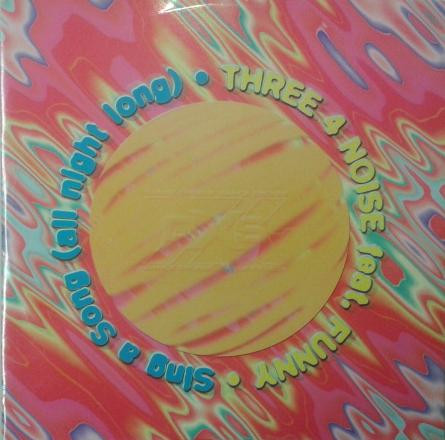 THREE 4 NOISE feat. FUNNY •
Sing a Song (all night long) •